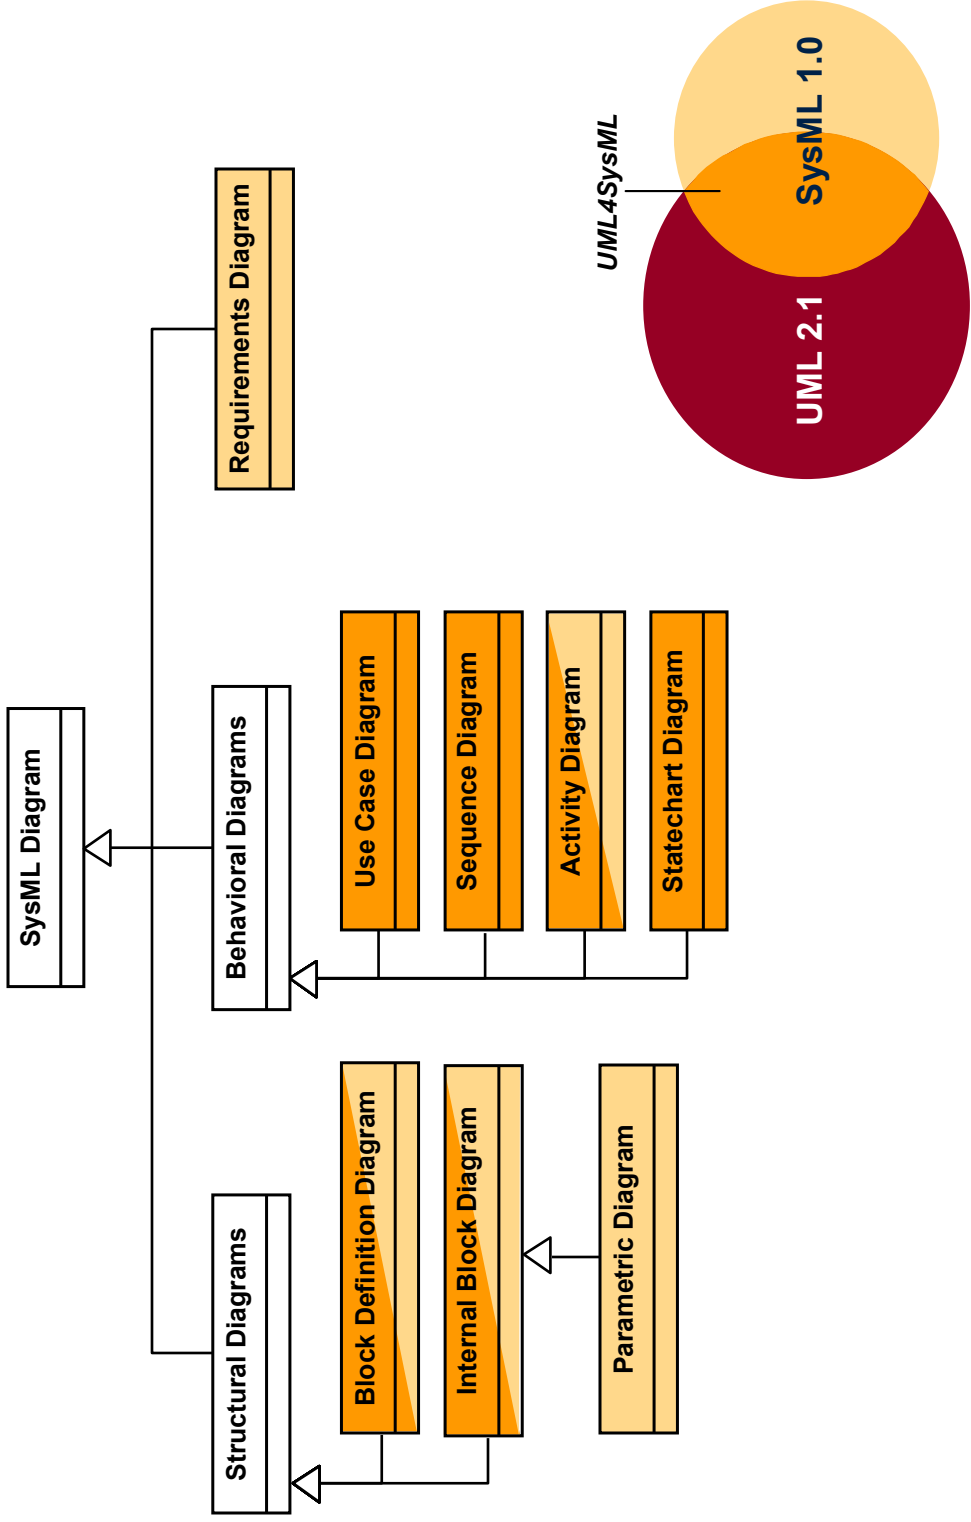 SysML Diagram
Structural Diagrams
Behavioral Diagrams
Requirements Diagram
Block Definition Diagram
Internal Block Diagram
Parametric Diagram
Use Case Diagram
Sequence Diagram
Activity Diagram
Statechart Diagram
UML4SysML
UML 2.1
SysML 1.0